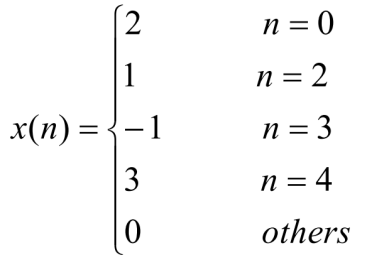 2 n = 0
1 n = 2
x(n) = { -1 n = 3
3 n = 4
0 others